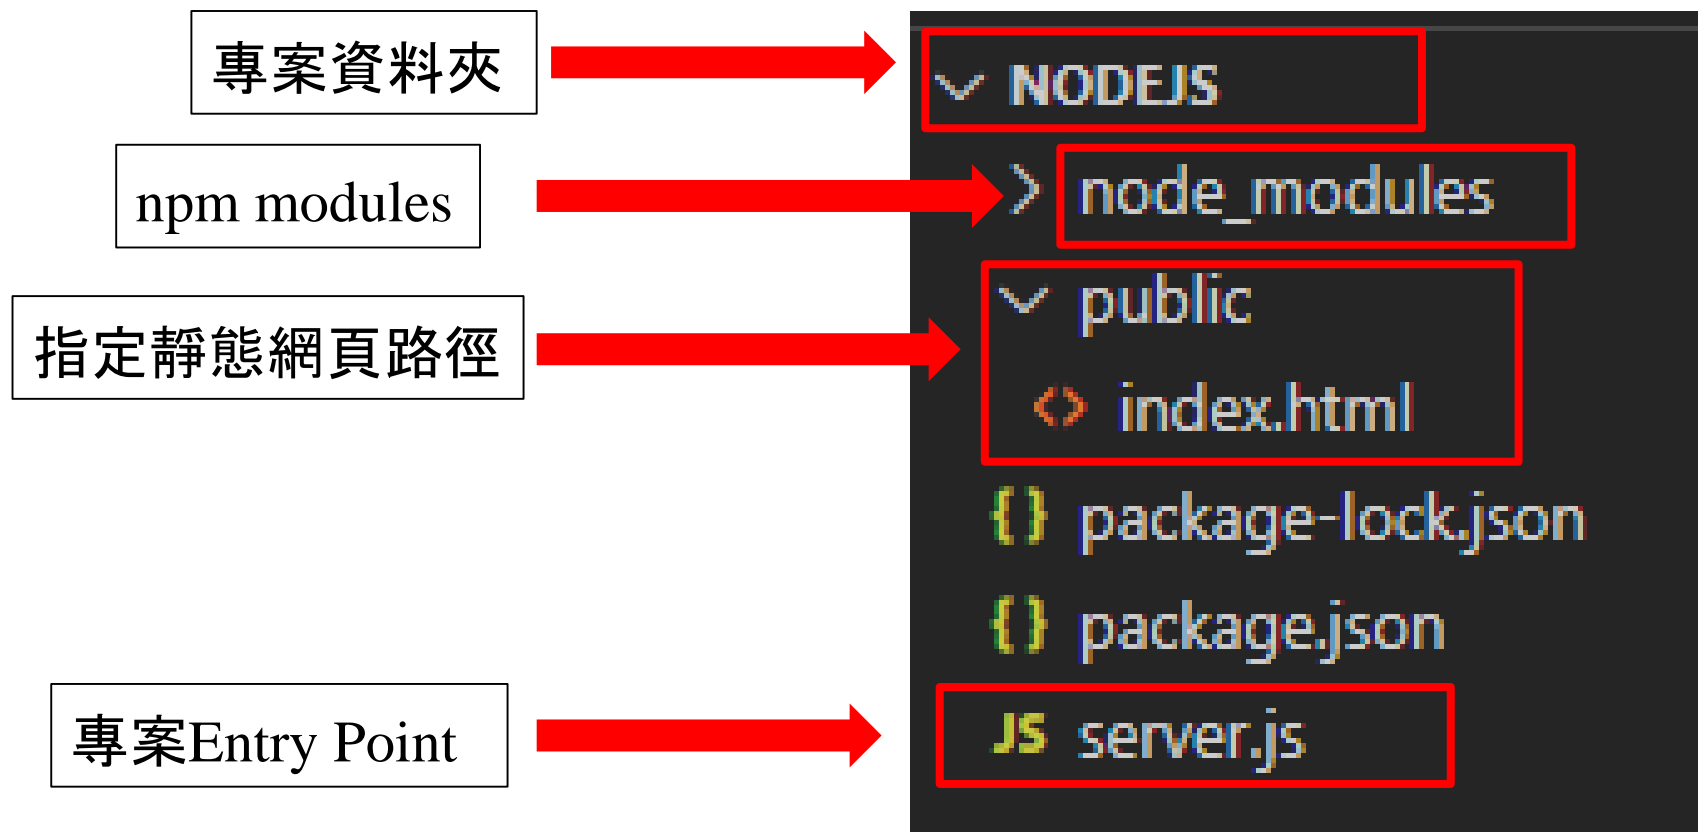 專案資料夾
NODEJS
npm modules
node_modules
指定靜態網頁路徑
public
index.html
package-lock.json
package.json
專案Entry Point
JS server.js